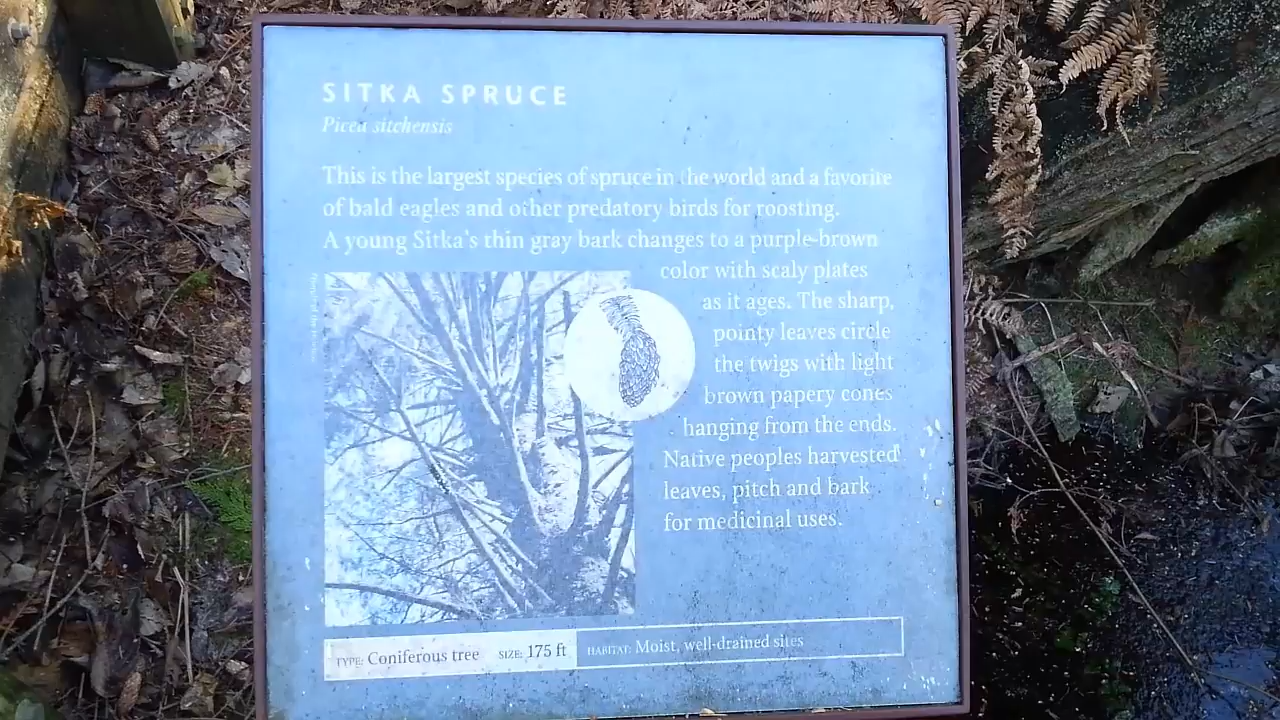 SITKA SPRUCE
Picea sitchensis
This is the largest species of spruce in the world and a favorite
of bald eagles and other predatory birds for roosting.
A young Sitka's thin gray bark changes to a purple-brown
color with scaly plates
as it ages. The sharp,
pointy leaves circle
the twigs with light
brown papery cones
hanging from the ends.
Native peoples harvested
leaves, pitch and bark
for medicinal uses.
TYPE: Coniferous tree SIZE: 175 ft HABITAT: Moist, well-drained sites